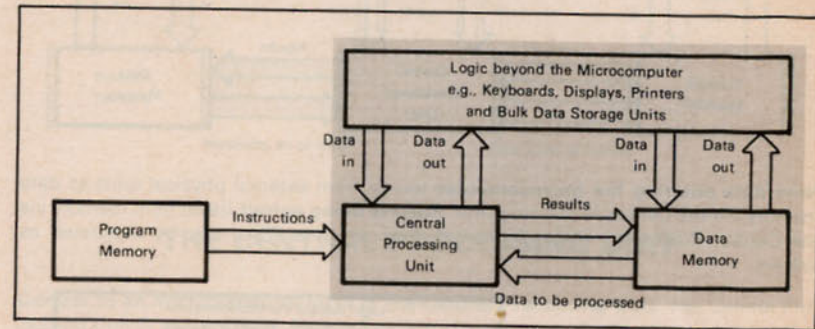 Logic beyond the Microcomputer
e.g., Keyboards, Displays, Printers
and Bulk Data Storage Units
Data
in
Data
out
Data
in
Data
out
Program
Memory
Instructions
Central
Processing
Unit
Results
Data
Memory
Data to be processed